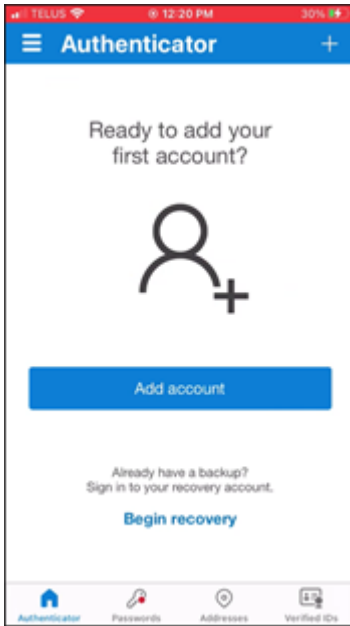 TELUS 12:20 PM 30%
Authenticator
Ready to add your
first account?
Add account
Already have a backup?
Sign in to your recovery account.
Begin recovery
Authenticator Passwords Addresses Verified IDs